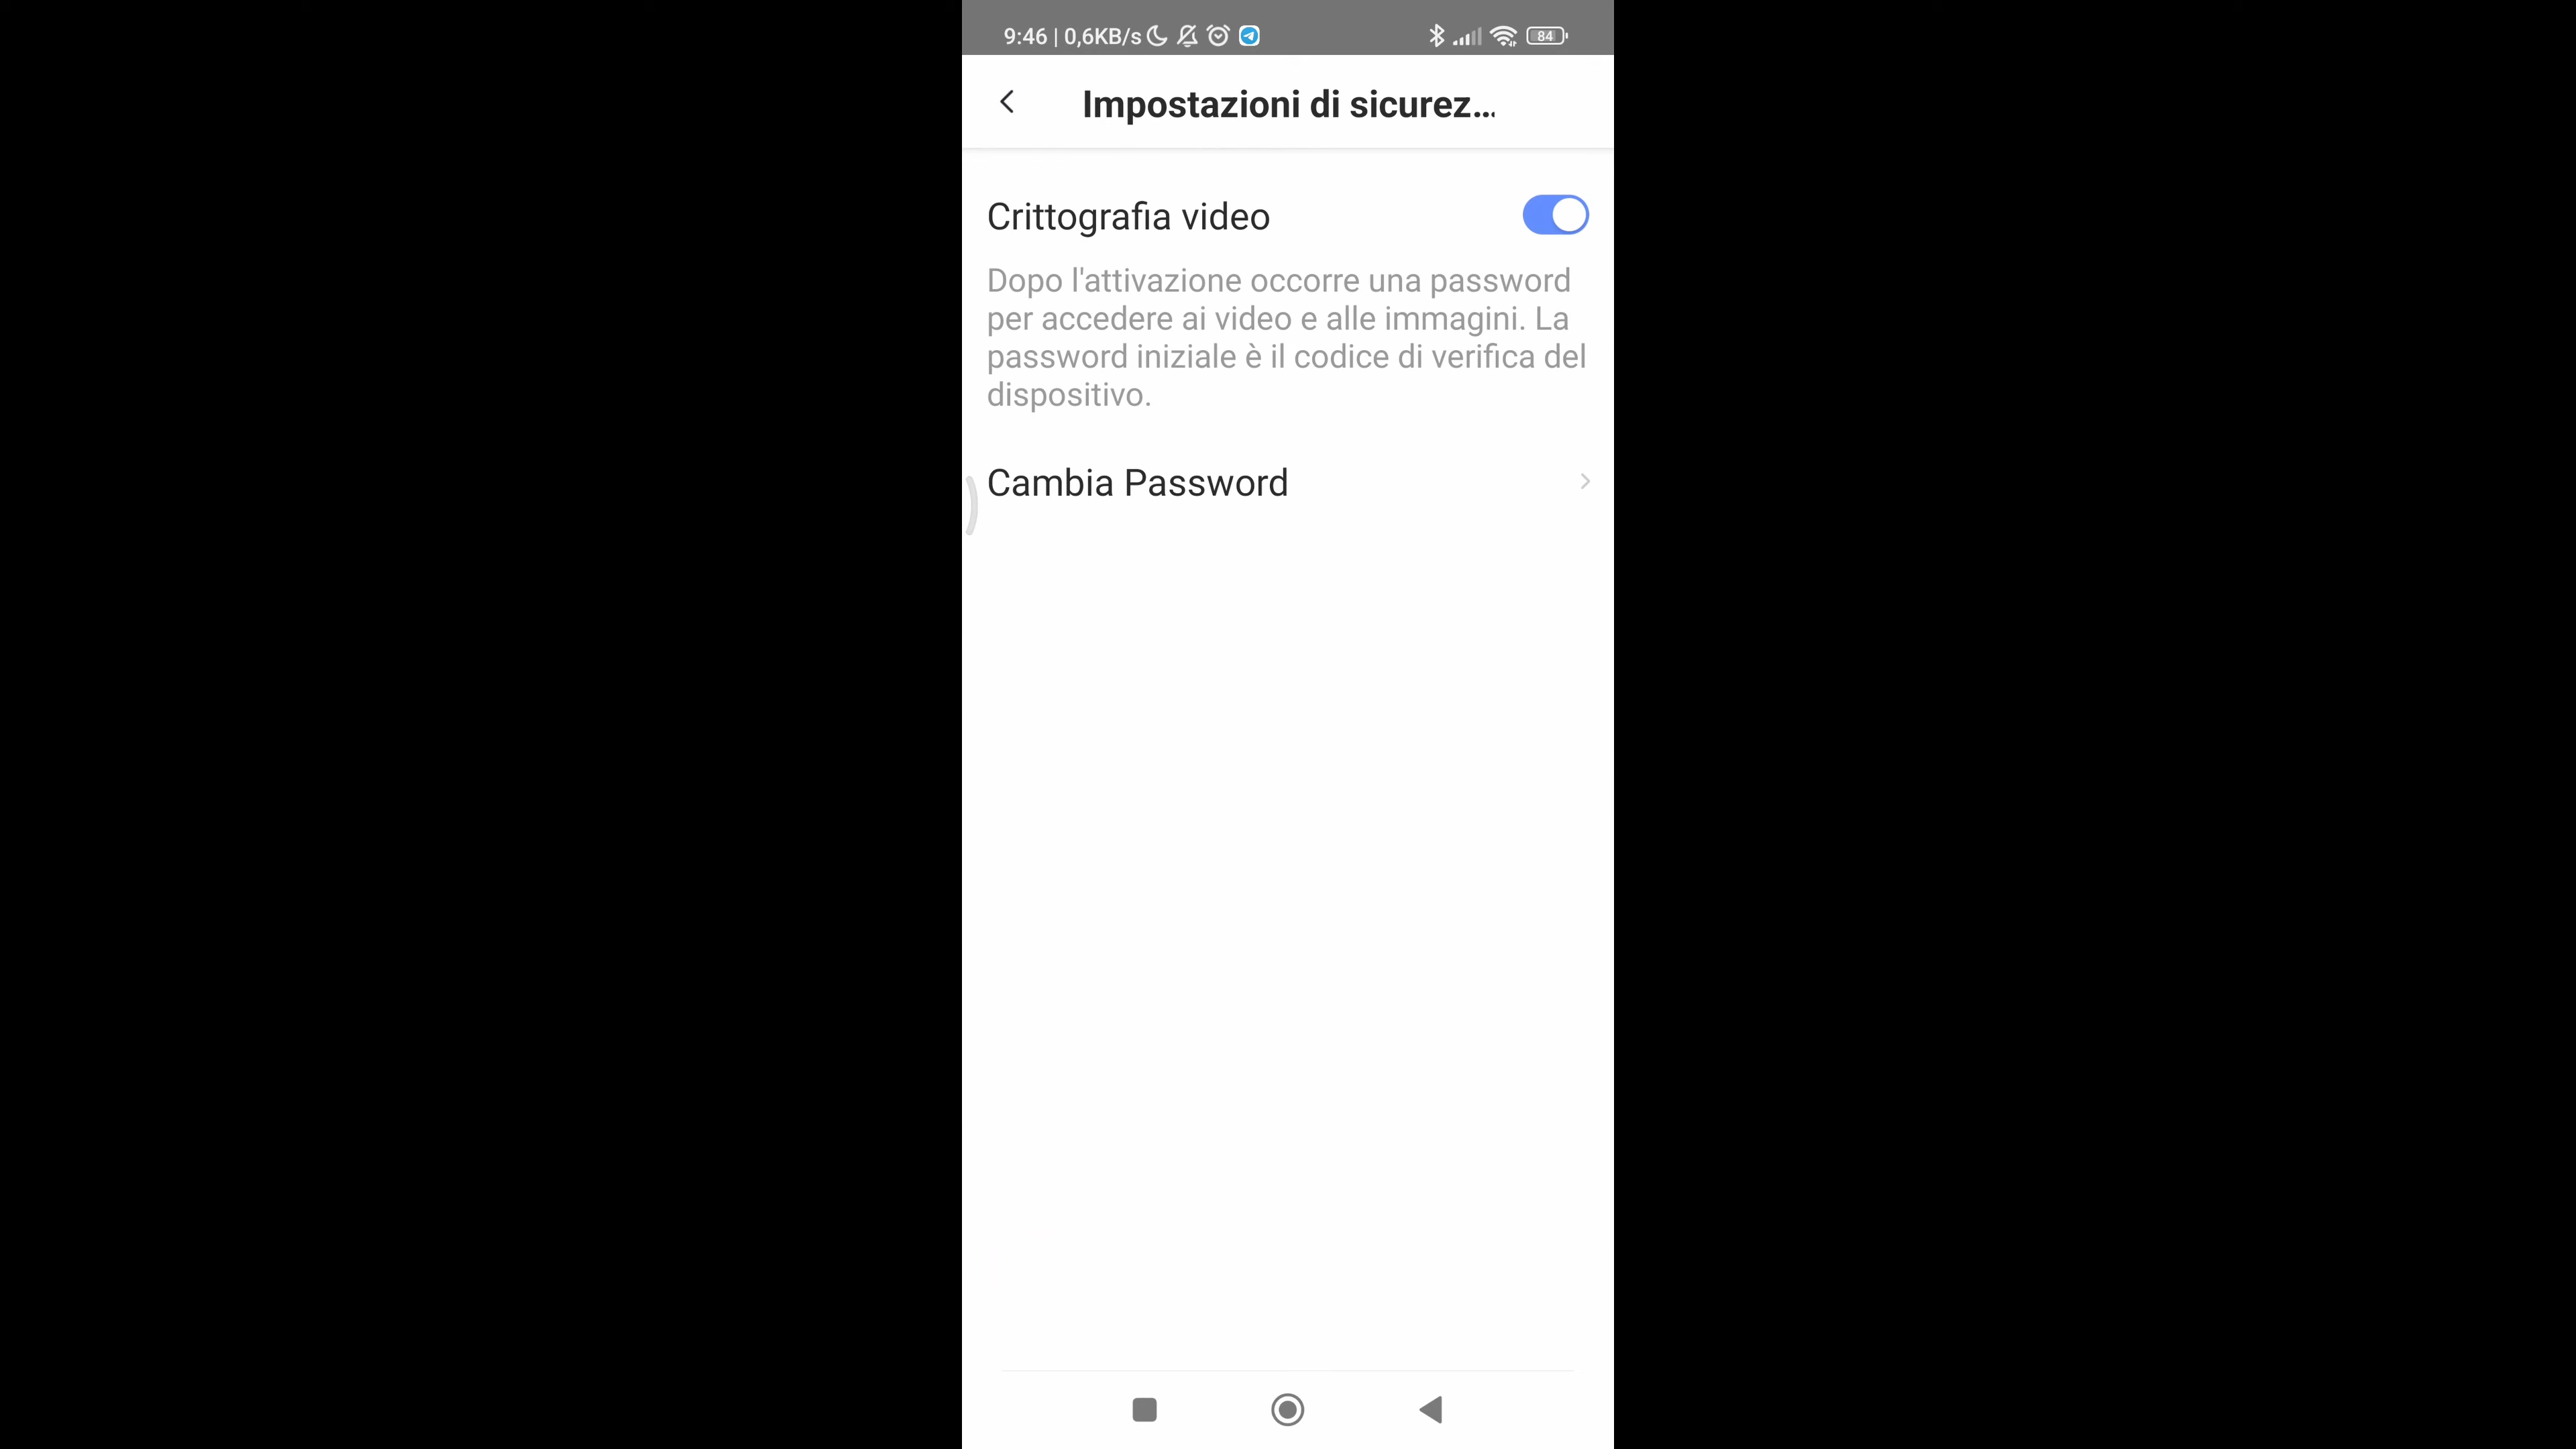 9:46 | 0,6KB/s
84
Impostazioni di sicurez...
Crittografia video
Dopo l'attivazione occorre una password
per accedere ai video e alle immagini. La
password iniziale è il codice di verifica del
dispositivo.
Cambia Password